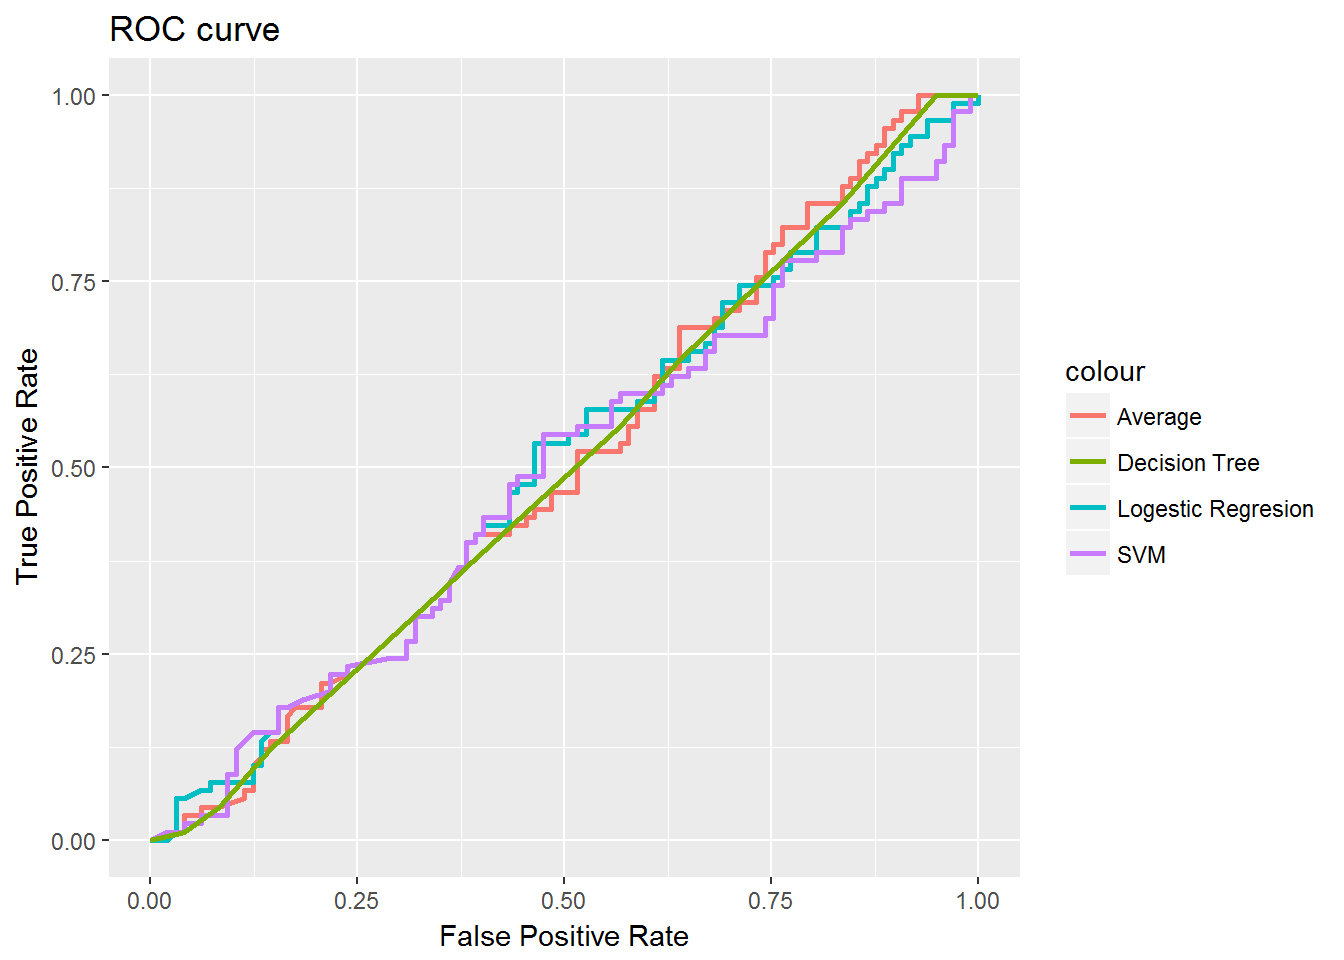 ROC curve
1.00
0.75
0.50
0.25
0.00
True Positive Rate
0.00 0.25 0.50 0.75 1.00
False Positive Rate
colour
Average
Decision Tree
Logestic Regresion
SVM